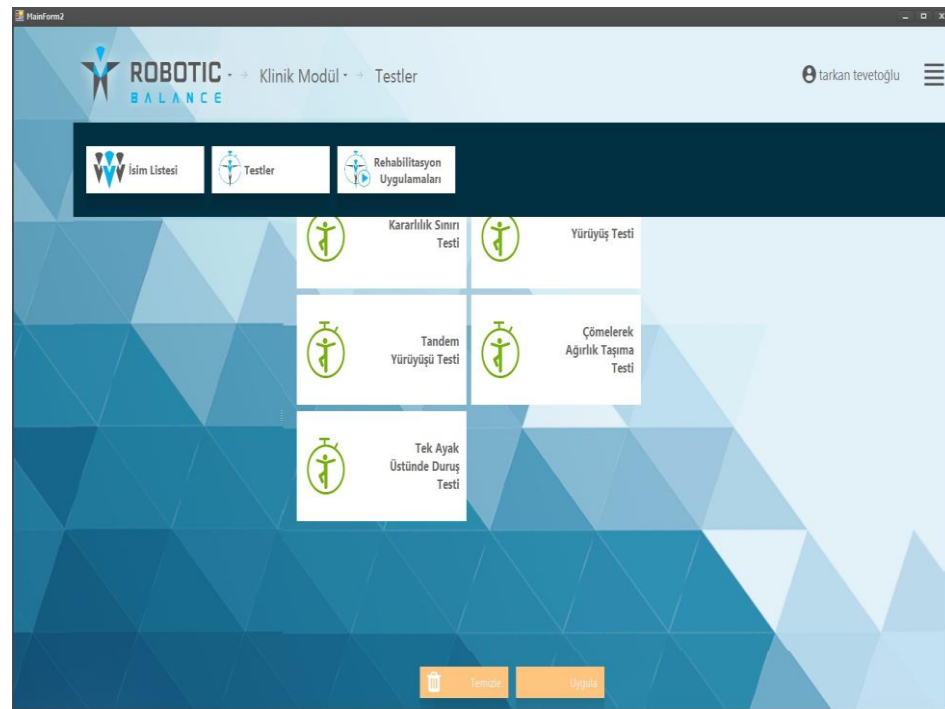 MainForm2
ROBOTIC
BALANCE
Klinik Modül
Testler
tarkan tevetoğlu
İsim Listesi
Testler
Rehabilitasyon
Uygulamaları
Kararlılık Sınırı
Testi
Yürüyüş Testi
Tandem
Yürüyüşü Testi
Çömelerek
Ağırlık Taşıma
Testi
Tek Ayak
Üstünde Duruş
Testi
Temizle
Uygula